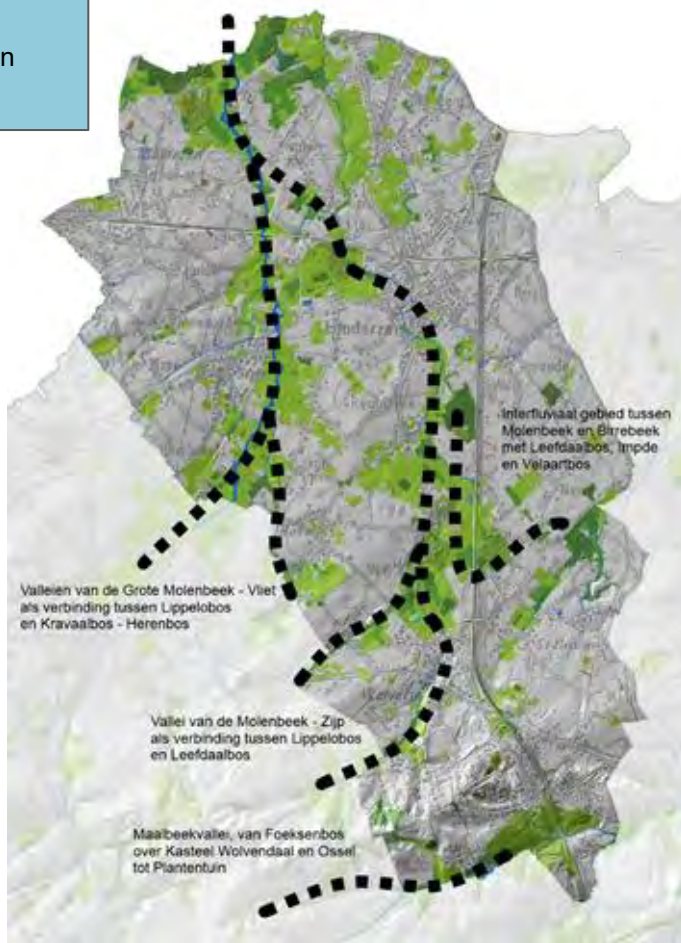 n
Interfluviaal gebied tussen
Molenbeek en Birrebeek
met Leefdaalbos, Impde
en Velaartbos
Valleien van de Grote Molenbeek - Vliet
als verbinding tussen Lippelobos
en Kravaalbos - Herenbos
Vallei van de Molenbeek - Zijp
als verbinding tussen Lippelobos
en Leefdaalbos
Maalbeekvallei, van Foeksenbos
over Kasteel Wolvendaal en Ossel
tot Plantentuin